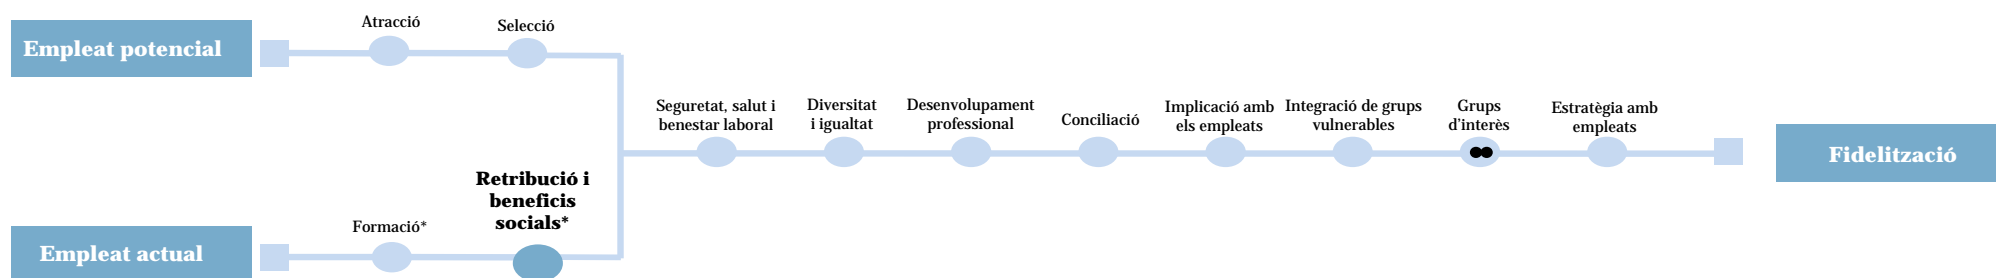 Empleat potencial
Atracció
Selecció
Seguretat, salut i
benestar laboral
Diversitat
i igualtat
Desenvolupament
professional
Conciliació
Implicació amb
els empleats
Integració de grups
vulnerables
Grups
d'interès
Estratègia amb
empleats
Fidelització
Retribució i
beneficis
socials*
Formació*
Empleat actual